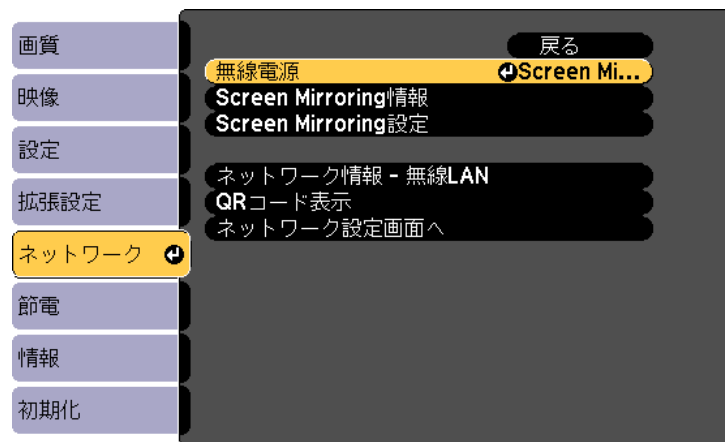 画質
映像
設定
拡張設定
ネットワーク
節電
情報
初期化
戻る
無線電源 Screen Mi...
Screen Mirroring情報
Screen Mirroring設定
ネットワーク情報 - 無線LAN
QRコード表示
ネットワーク設定画面へ